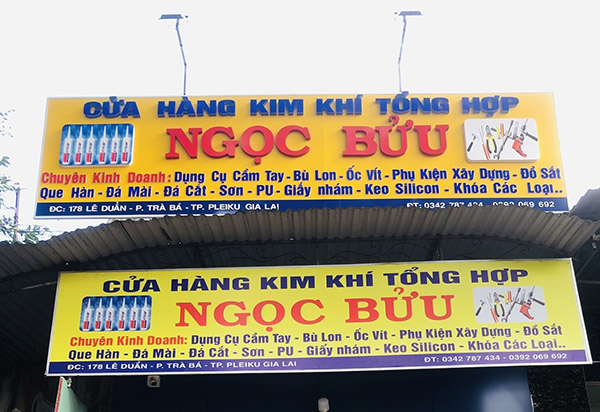 CỬA HÀNG KIM KHÍ TỔNG HỢP
NGỌC BỬU
Chuyên Kinh Doanh: Dụng Cụ Cầm Tay - Bù Lon - Ốc Vít - Phụ Kiện Xây Dựng - Đồ Sắt
Que Hàn - Đá Mài - Đá Cắt - Sơn - PU - Giấy nhám - Keo Silicon - Khóa Các Loại..
ĐC: 178 LÊ DUẨN - P. TRÀ BÁ - TP. PLEIKU GIA LAI ĐT: 0342 787 434 - 0392 069 692
CỬA HÀNG KIM KHÍ TỔNG HỢP
NGỌC BỬU
Chuyên Kinh Doanh: Dụng Cụ Cầm Tay - Bù Lon - Ốc Vít - Phụ Kiện Xây Dựng - Đồ Sắt
Que Hàn - Đá Mài - Đá Cắt - Sơn - PU - Giấy nhám - Keo Silicon - Khóa Các Loại..
ĐC: 178 LÊ DUẨN - P. TRÀ BÁ - TP. PLEIKU GIA LAI ĐT: 0342 787 434 - 0392 069 692